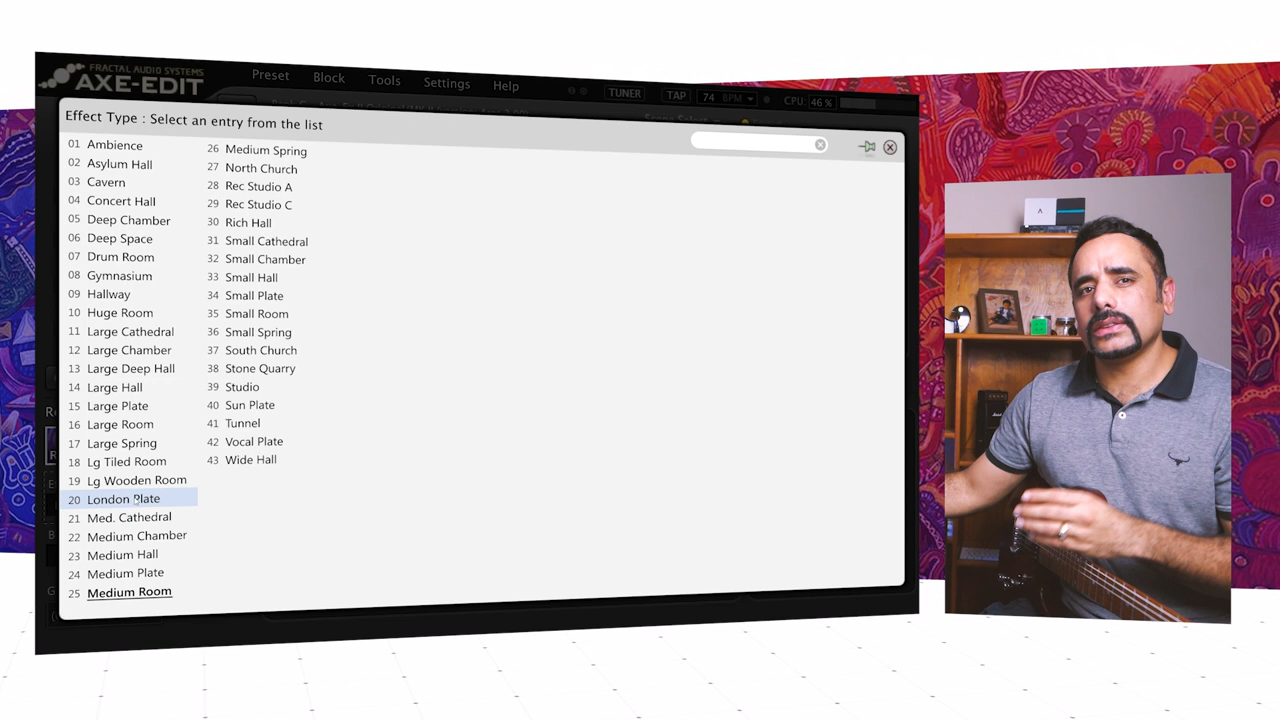 FRACTAL AUDIO SYSTEMS
AXE-EDIT
Preset Block Tools Settings Help
TUNER TAP 74 BPM CPU: 46 %
Effect Type : Select an entry from the list
01 Ambience
02 Asylum Hall
03 Cavern
04 Concert Hall
05 Deep Chamber
06 Deep Space
07 Drum Room
08 Gymnasium
09 Hallway
10 Huge Room
11 Large Cathedral
12 Large Chamber
13 Large Deep Hall
14 Large Hall
15 Large Plate
16 Large Room
17 Large Spring
18 Lg Tiled Room
19 Lg Wooden Room
20 London Plate
21 Med. Cathedral
22 Medium Chamber
23 Medium Hall
24 Medium Plate
25 Medium Room
26 Medium Spring
27 North Church
28 Rec Studio A
29 Rec Studio C
30 Rich Hall
31 Small Cathedral
32 Small Chamber
33 Small Hall
34 Small Plate
35 Small Room
36 Small Spring
37 South Church
38 Stone Quarry
39 Studio
40 Sun Plate
41 Tunnel
42 Vocal Plate
43 Wide Hall